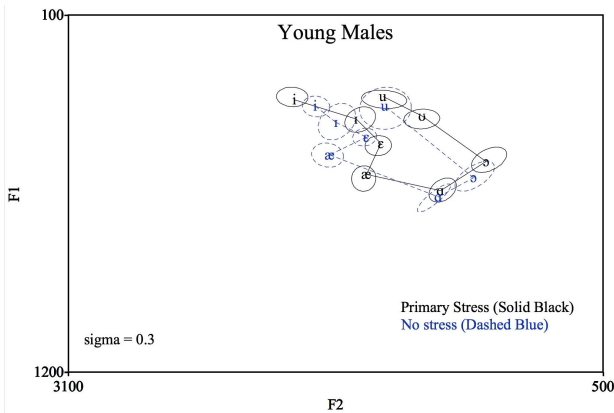 100
Young Males
i
i
ɪ
ɪ
u
u
ʊ
ɛ
ɛ
æ
æ
ɔ
ɔ
ɑ
ɑ
F1
Primary Stress (Solid Black)
No stress (Dashed Blue)
sigma = 0.3
1200
3100
500
F2